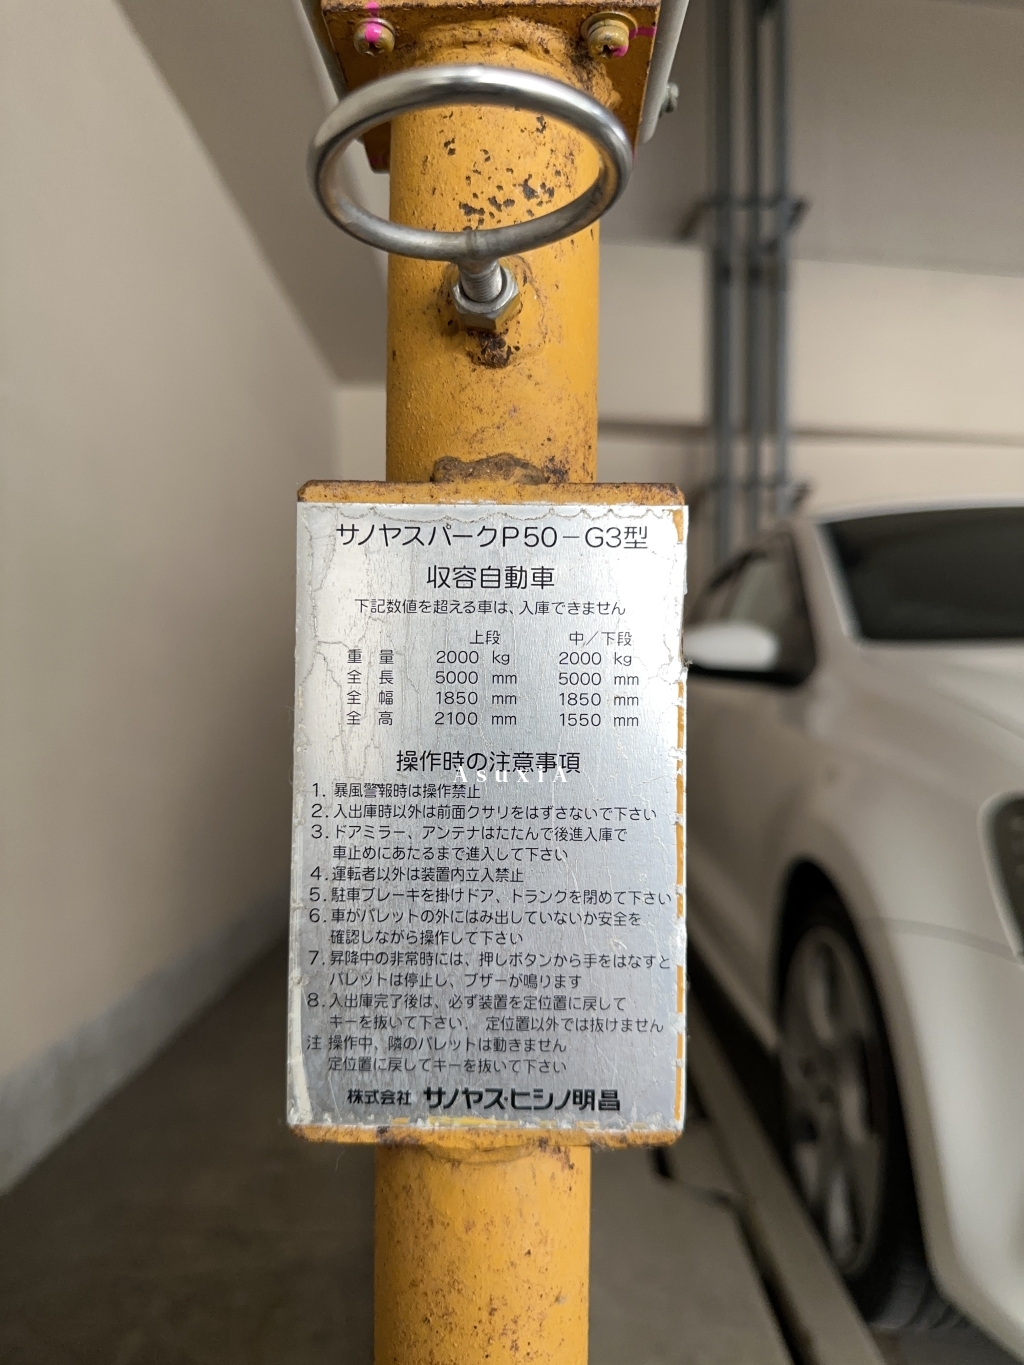 サノヤスパークP50-G3型
収容自動車
下記数値を超える車は、入庫できません
上段 中/下段
重量 2000 kg 2000 kg
全長 5000 mm 5000 mm
全幅 1850 mm 1850 mm
全高 2100 mm 1550 mm
操作時の注意事項
AsuxiA
1. 暴風警報時は操作禁止
2. 入出庫時以外は前面クサリをはずさないで下さい
3. ドアミラー、アンテナはたたんで後進入庫で
車止めにあたるまで進入して下さい
4. 運転者以外は装置内立入禁止
5. 駐車ブレーキを掛けドア、トランクを閉めて下さい
6. 車がパレットの外にはみ出していないか安全を
確認しながら操作して下さい
7. 昇降中の非常時には、押しボタンから手をはなすと
パレットは停止し、ブザーが鳴ります
8. 入出庫完了後は、必ず装置を定位置に戻して
キーを抜いて下さい. 定位置以外では抜けません
注 操作中、隣のパレットは動きません
定位置に戻してキーを抜いて下さい
株式会社 サノヤス・ヒシノ明昌